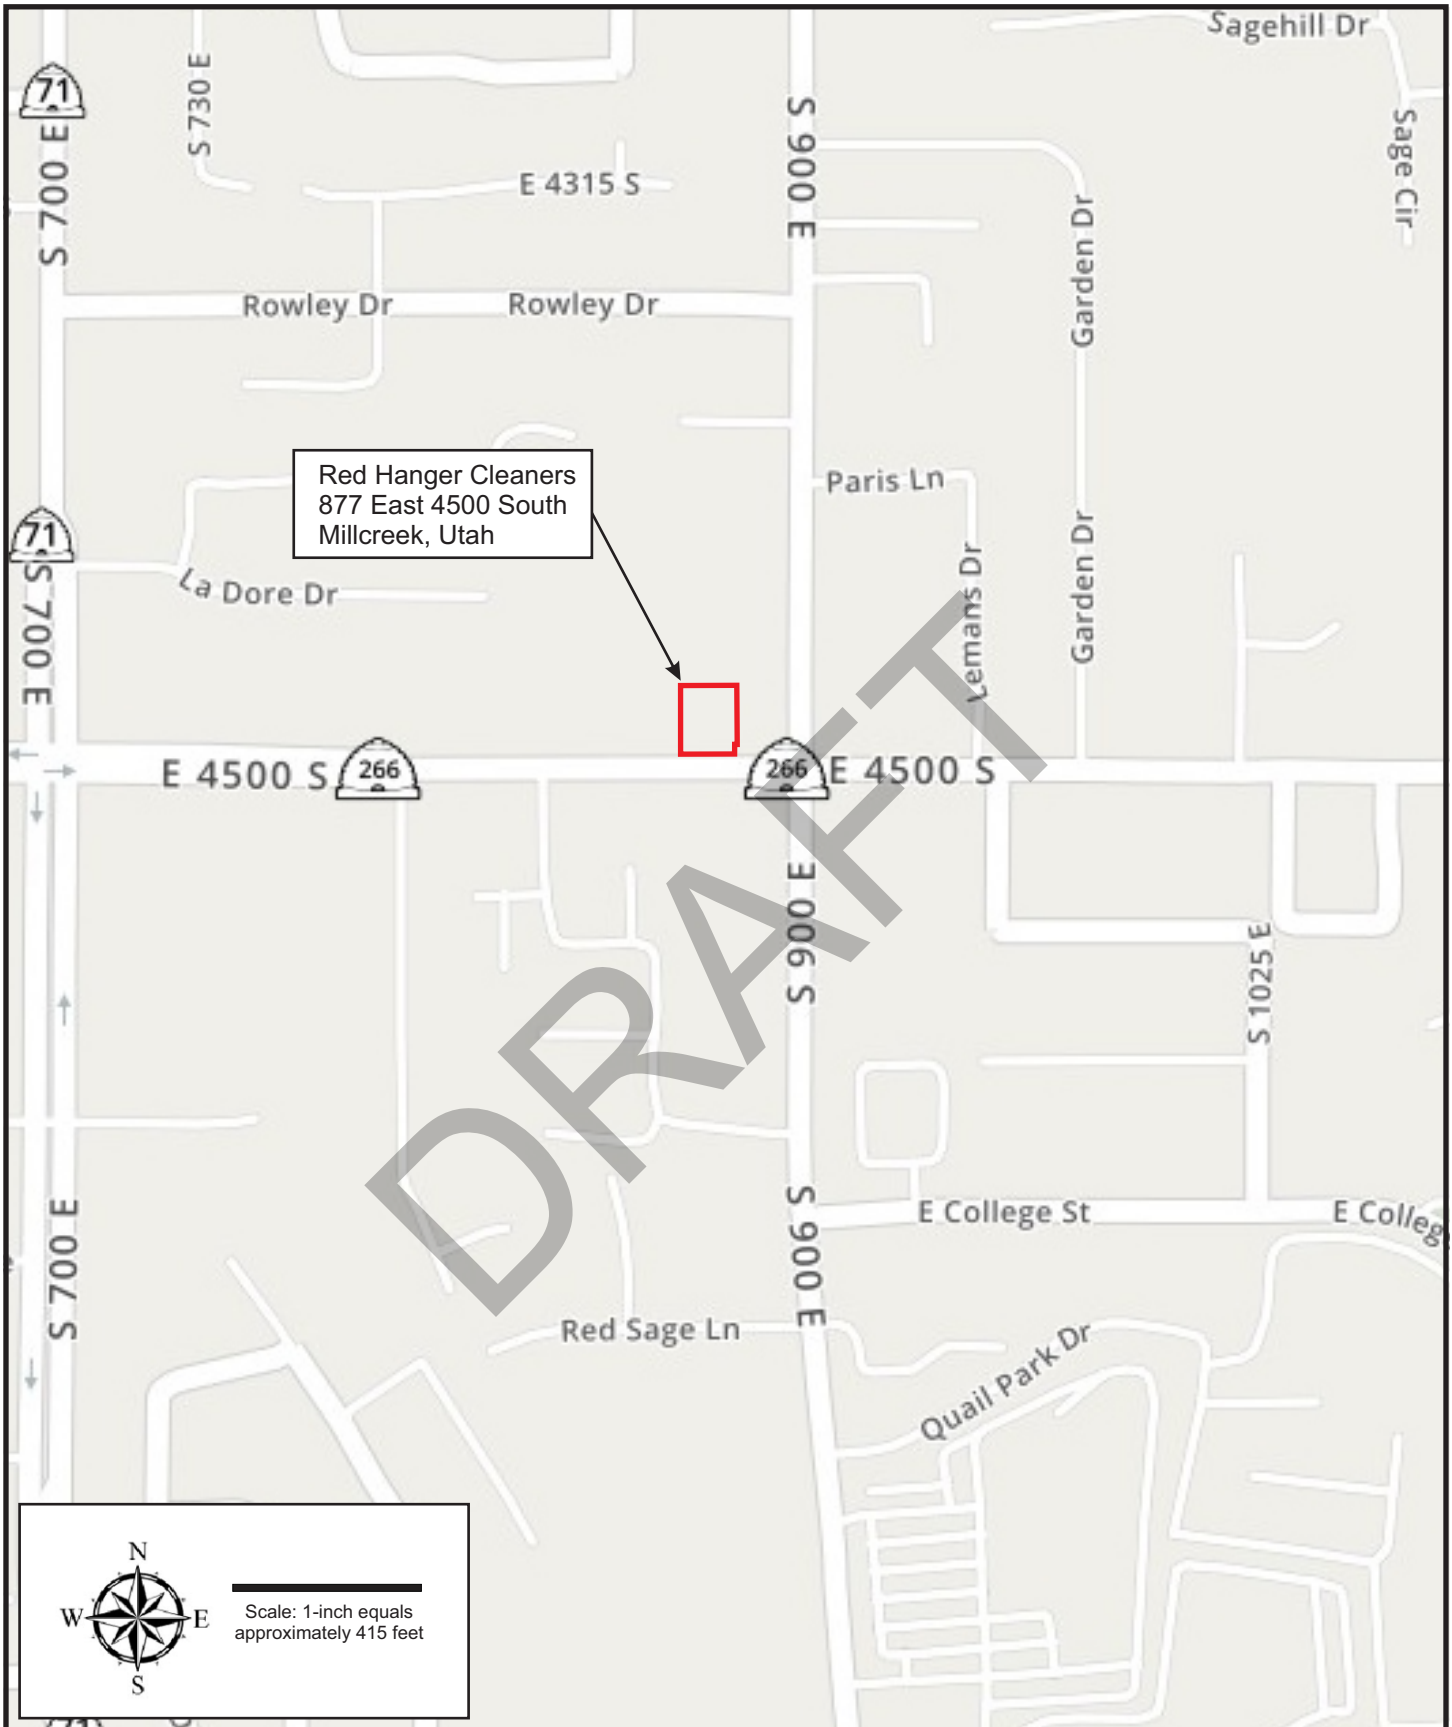 Sagehill Dr
71
S 730 E
S 700 E
S 900 E
Sage Cir
E 4315 S
Garden Dr
Rowley Dr
Rowley Dr
Red Hanger Cleaners
877 East 4500 South
Millcreek, Utah
Paris Ln
71
S 700 E
La Dore Dr
Lemans Dr
Garden Dr
E 4500 S
266
266
E 4500 S
DRAFT
S 900 E
S 1025 E
S 700 E
S 900 E
E College St
E Colleg
Red Sage Ln
Quail Park Dr
N
W
E
S
Scale: 1-inch equals
approximately 415 feet
71